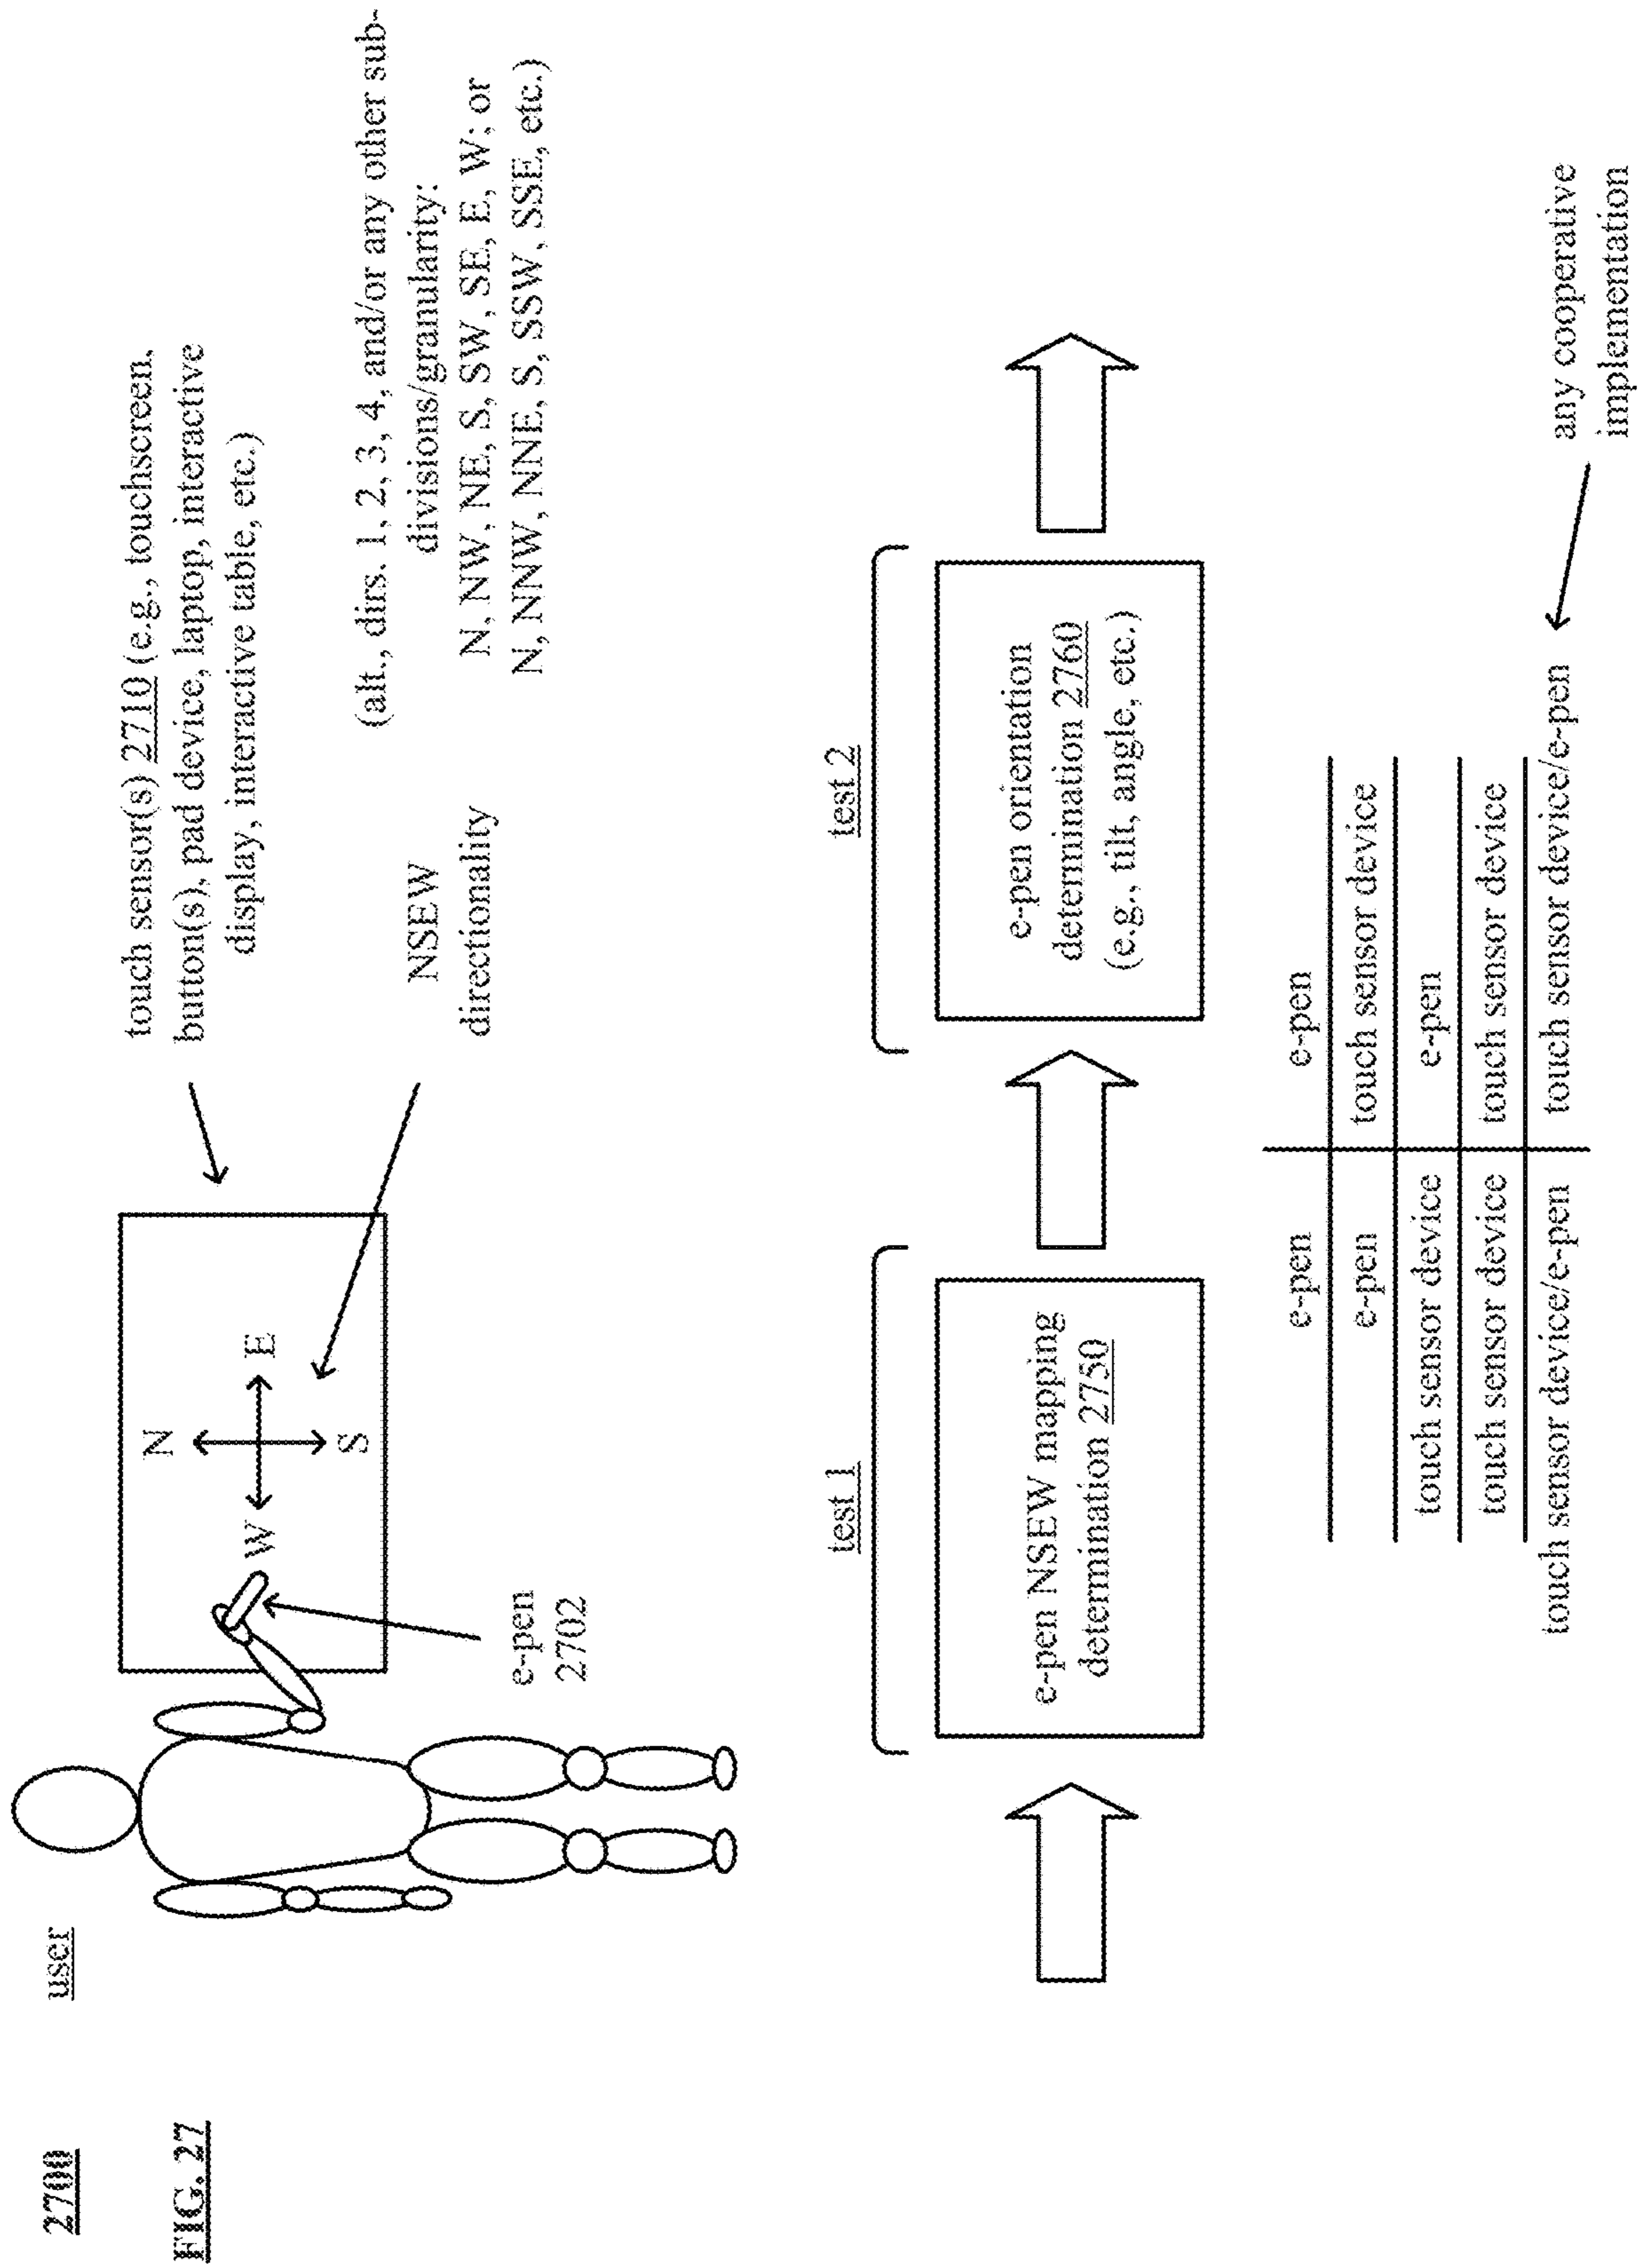 2700
FIG. 27
user
touch sensor(s) 2710 (e.g., touchscreen,
button(s), pad device, laptop, interactive
display, interactive table, etc.)
N
W
E
S
e-pen
2702
NSEW
directionality
(alt., dirs. 1, 2, 3, 4, and/or any other sub-
divisions/granularity:
N, NW, NE, S, SW, SE, E, W; or
N, NNW, NNE, S, SSW, SSE, etc.)
test 1
e-pen NSEW mapping
determination 2750
test 2
e-pen orientation
determination 2760
(e.g., tilt, angle, etc.)
e-pen e-pen
e-pen touch sensor device
touch sensor device e-pen
touch sensor device touch sensor device
touch sensor device/e-pen touch sensor device/e-pen
any cooperative
implementation